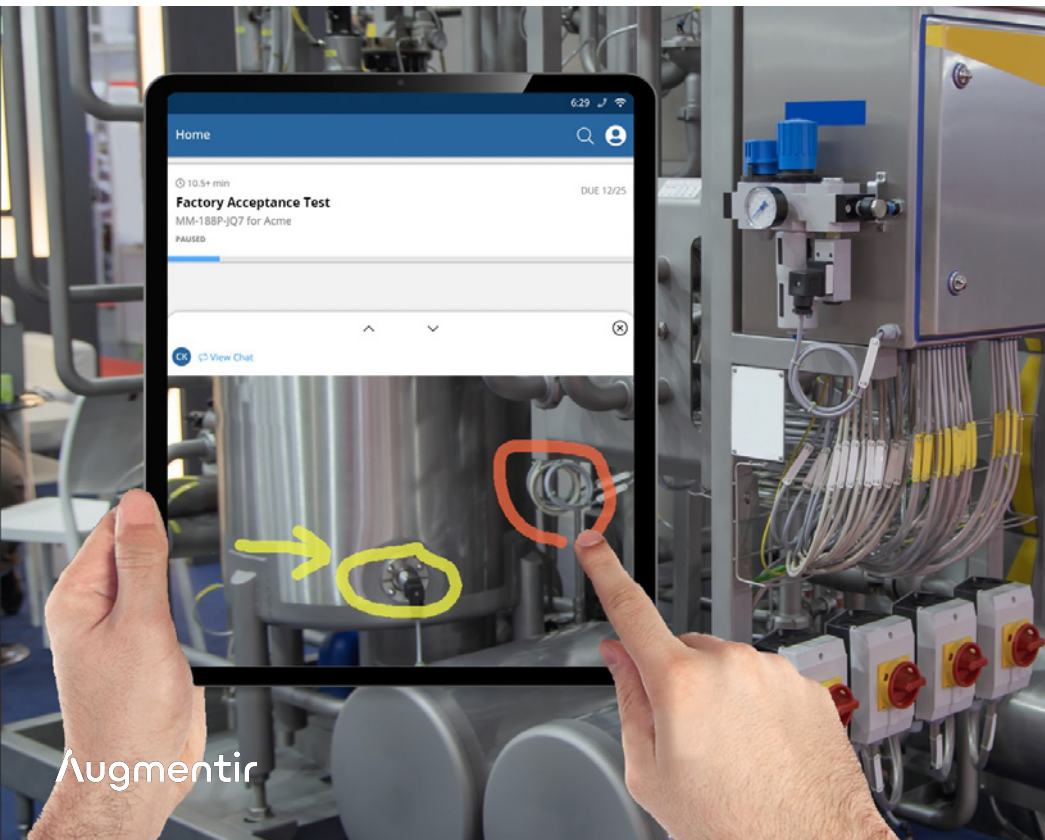 6:29
Home
10.5+ min
DUE 12/25
Factory Acceptance Test
MM-188P-JQ7 for Acme
PAUSED
CK View Chat
Augmentir